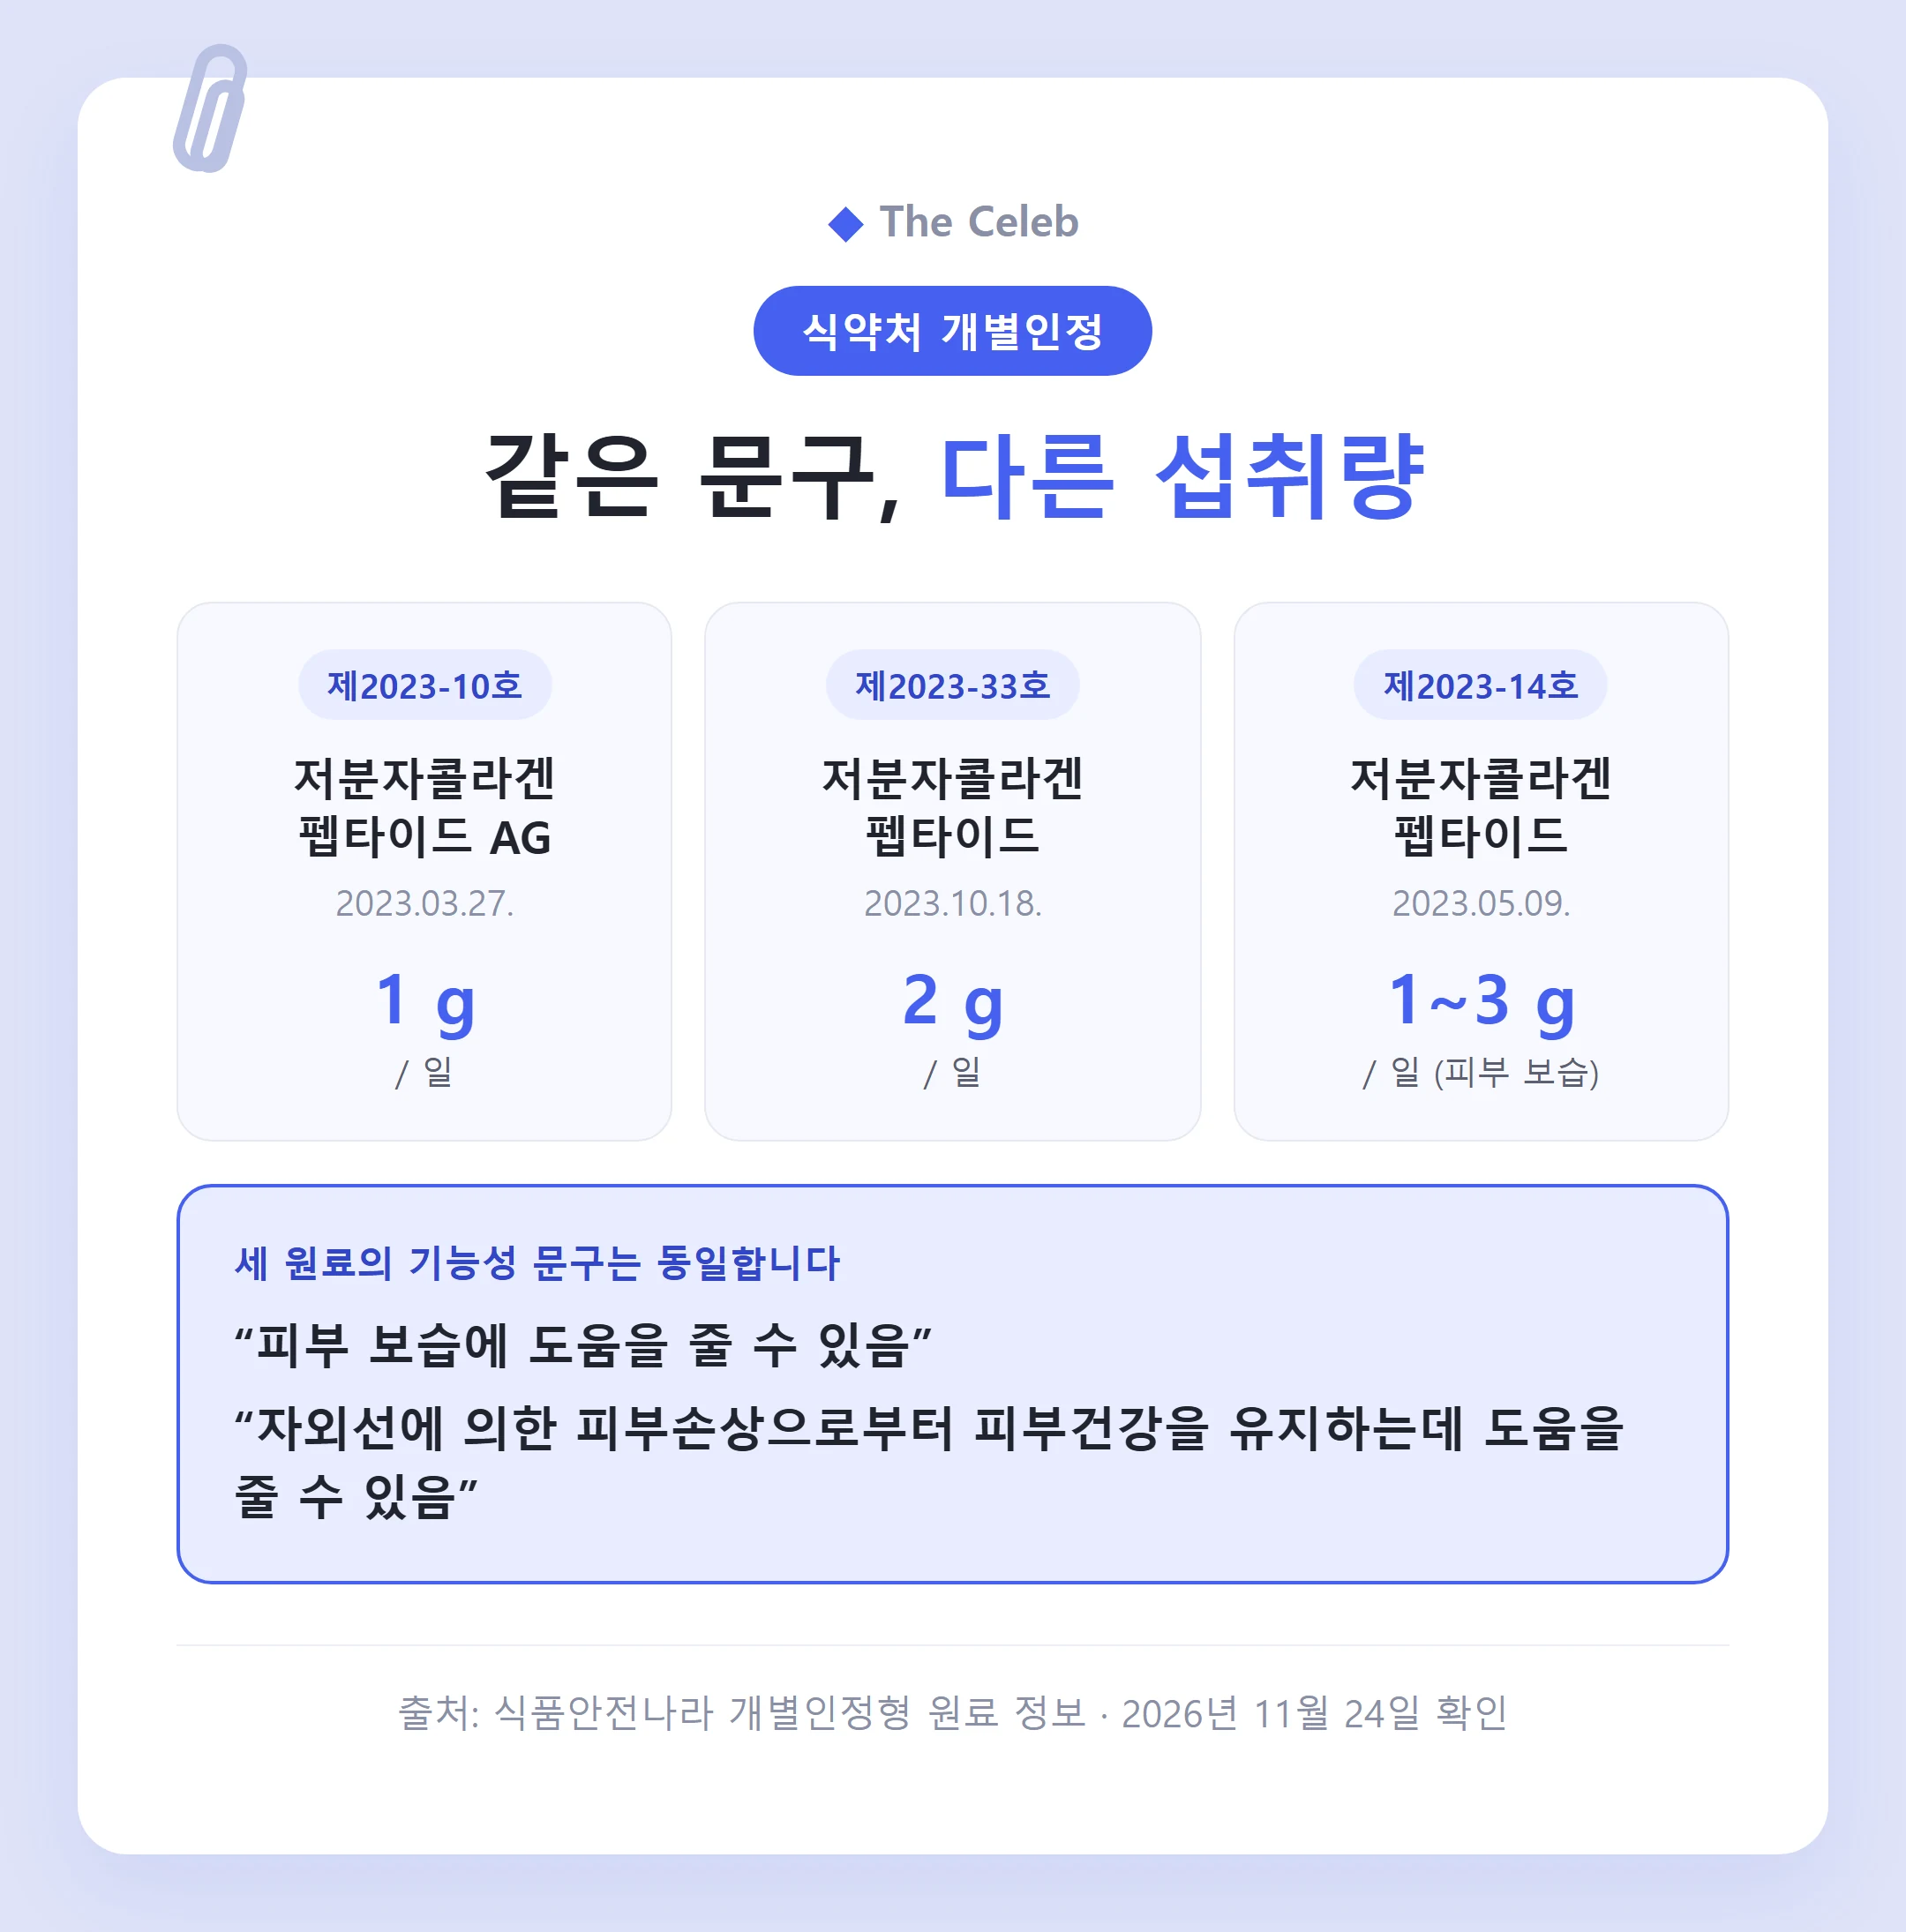 The Celeb
식약처 개별인정
같은 문구, 다른 섭취량
제2023-10호
저분자콜라겐
펩타이드 AG
2023.03.27.
1 g
/ 일
제2023-33호
저분자콜라겐
펩타이드
2023.10.18.
2 g
/ 일
제2023-14호
저분자콜라겐
펩타이드
2023.05.09.
1~3 g
/ 일 (피부 보습)
세 원료의 기능성 문구는 동일합니다
“피부 보습에 도움을 줄 수 있음”
“자외선에 의한 피부손상으로부터 피부건강을 유지하는데 도움을
줄 수 있음”
출처: 식품안전나라 개별인정형 원료 정보 · 2026년 11월 24일 확인